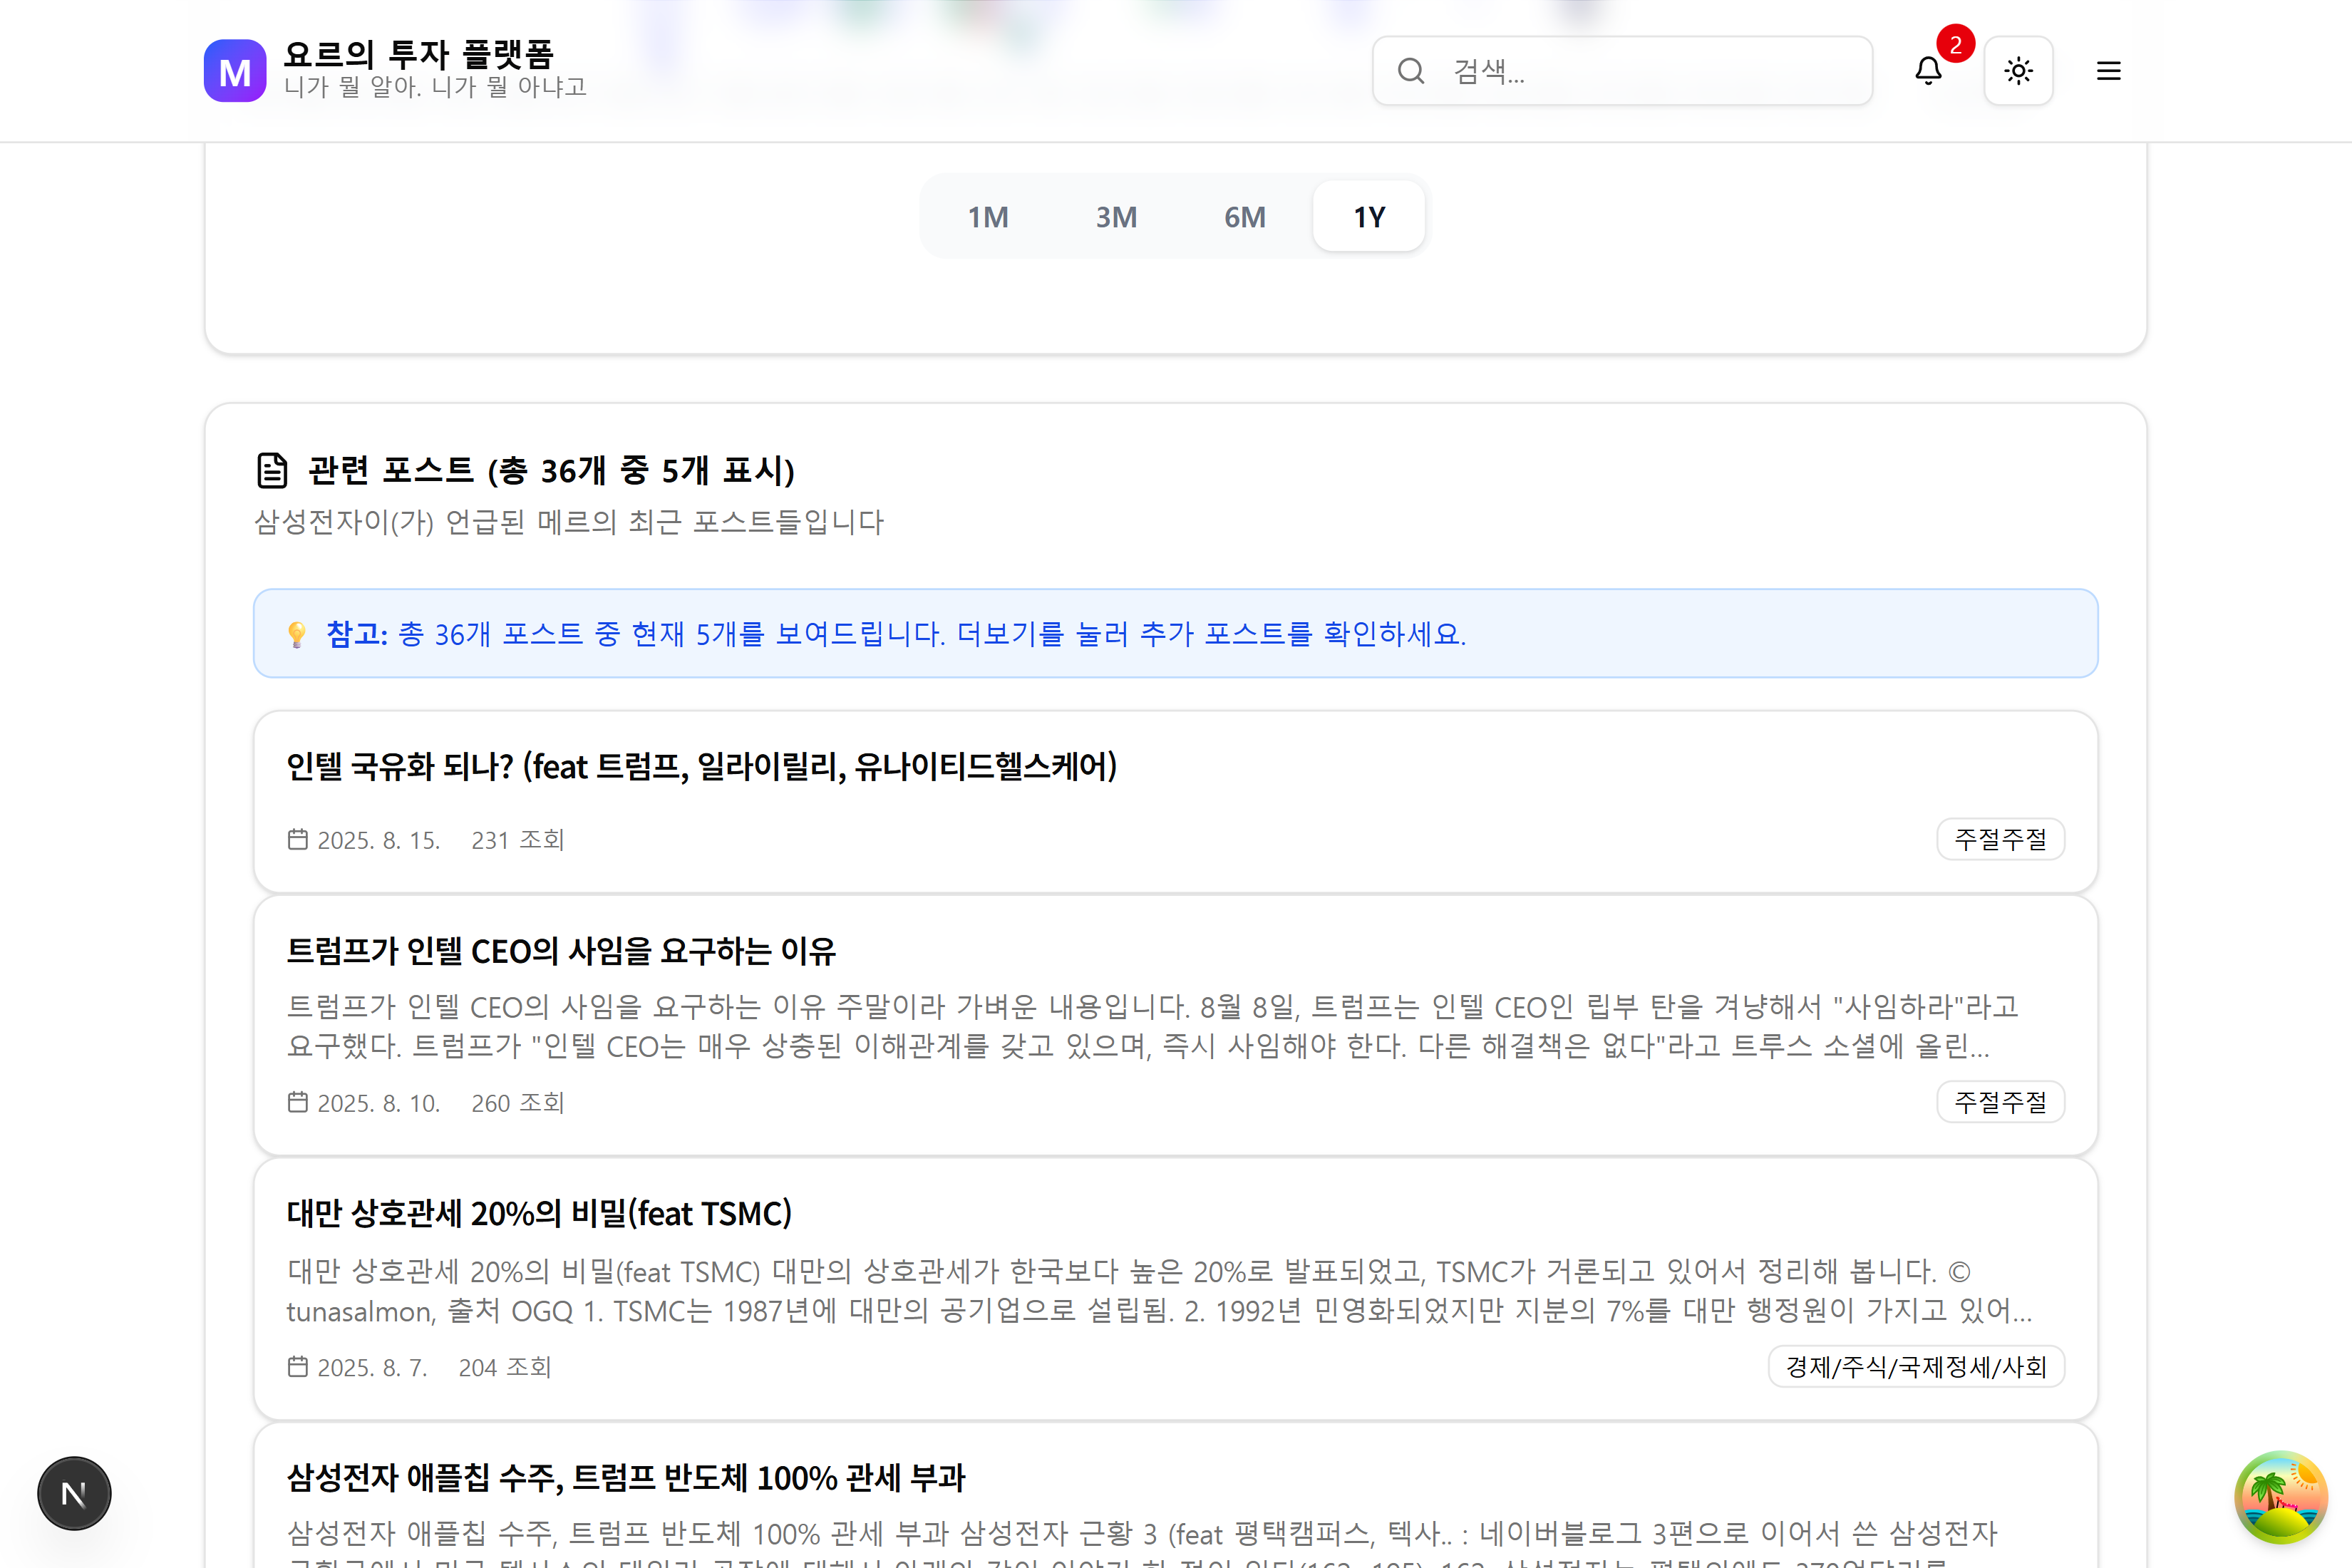 M
요르의 투자 플랫폼
니가 뭘 알아. 니가 뭘 아냐고
검색...
2
1M 3M 6M 1Y
관련 포스트 (총 36개 중 5개 표시)
삼성전자이(가) 언급된 메르의 최근 포스트들입니다
참고: 총 36개 포스트 중 현재 5개를 보여드립니다. 더보기를 눌러 추가 포스트를 확인하세요.
인텔 국유화 되나? (feat 트럼프, 일라이릴리, 유나이티드헬스케어)
2025. 8. 15. 231 조회 주절주절
트럼프가 인텔 CEO의 사임을 요구하는 이유
트럼프가 인텔 CEO의 사임을 요구하는 이유 주말이라 가벼운 내용입니다. 8월 8일, 트럼프는 인텔 CEO인 립부 탄을 겨냥해서 "사임하라"라고
요구했다. 트럼프가 "인텔 CEO는 매우 상충된 이해관계를 갖고 있으며, 즉시 사임해야 한다. 다른 해결책은 없다"라고 트루스 소셜에 올린...
2025. 8. 10. 260 조회 주절주절
대만 상호관세 20%의 비밀(feat TSMC)
대만 상호관세 20%의 비밀(feat TSMC) 대만의 상호관세가 한국보다 높은 20%로 발표되었고, TSMC가 거론되고 있어서 정리해 봅니다. ©
tunasalmon, 출처 OGQ 1. TSMC는 1987년에 대만의 공기업으로 설립됨. 2. 1992년 민영화되었지만 지분의 7%를 대만 행정원이 가지고 있어...
2025. 8. 7. 204 조회 경제/주식/국제정세/사회
삼성전자 애플칩 수주, 트럼프 반도체 100% 관세 부과
삼성전자 애플칩 수주, 트럼프 반도체 100% 관세 부과 삼성전자 근황 3 (feat 평택캠퍼스, 텍사.. : 네이버블로그 3편으로 이어서 쓴 삼성전자
N